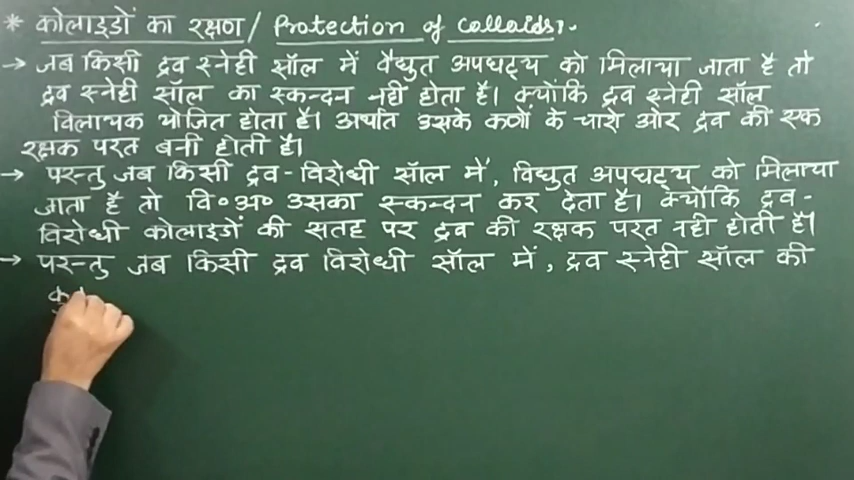 * कोलाइडों का रक्षण / Protection of collaids:-
→ जब किसी द्रव स्नेही सॉल में वैद्युत अपघट्य को मिलाया जाता है तो
द्रव स्नेही सॉल का स्कन्दन नहीं होता है। क्योंकि द्रव स्नेही सॉल
विलायक योजित होता है। अर्थात उसके कणों के चारो ओर द्रव की एक
रक्षक परत बनी होती है।
→ परन्तु जब किसी द्रव-विरोधी सॉल में, विद्युत अपघट्य को मिलाया
जाता है तो वि॰अ॰ उसका स्कन्दन कर देता है। क्योंकि द्रव-
विरोधी कोलाइडों की सतह पर द्रव की रक्षक परत नही होती है।
→ परन्तु जब किसी द्रव विरोधी सॉल में, द्रव स्नेही सॉल की